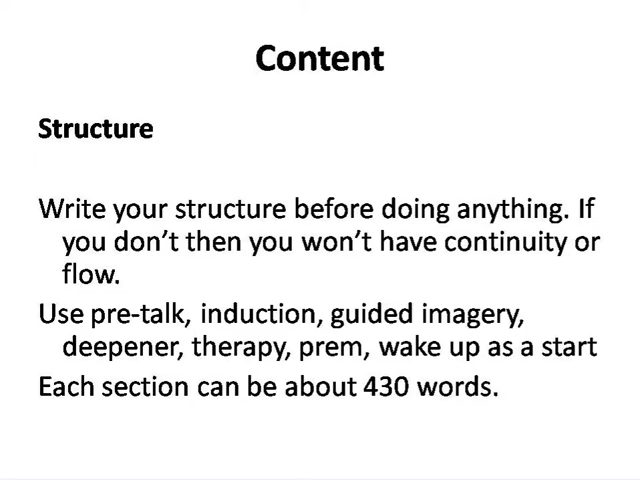 Content
Structure
Write your structure before doing anything. If
you don't then you won't have continuity or
flow.
Use pre-talk, induction, guided imagery,
deepener, therapy, prem, wake up as a start
Each section can be about 430 words.